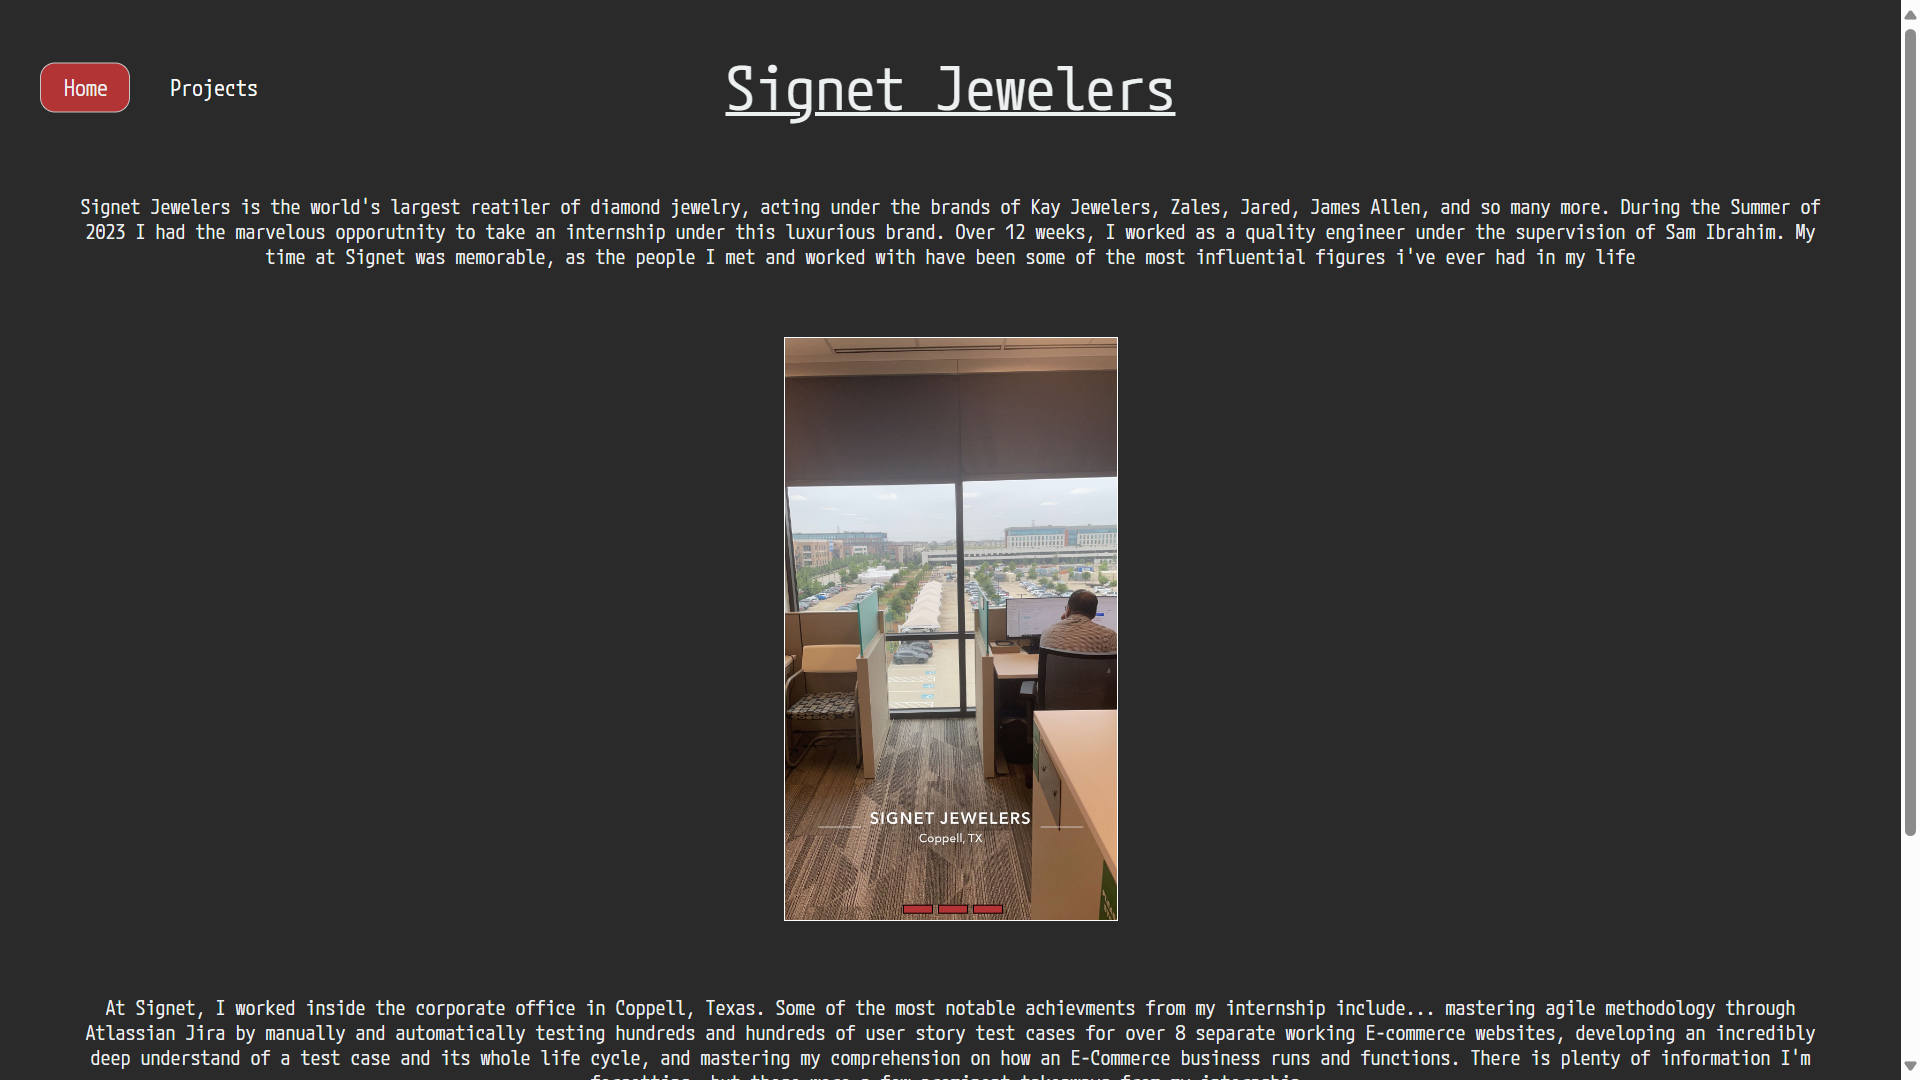 Home
Projects
Signet Jewelers
Signet Jewelers is the world's largest reatiler of diamond jewelry, acting under the brands of Kay Jewelers, Zales, Jared, James Allen, and so many more. During the Summer of
2023 I had the marvelous opporutnity to take an internship under this luxurious brand. Over 12 weeks, I worked as a quality engineer under the supervision of Sam Ibrahim. My
time at Signet was memorable, as the people I met and worked with have been some of the most influential figures i've ever had in my life
SIGNET JEWELERS
Coppell, TX
At Signet, I worked inside the corporate office in Coppell, Texas. Some of the most notable achievments from my internship include... mastering agile methodology through
Atlassian Jira by manually and automatically testing hundreds and hundreds of user story test cases for over 8 separate working E-commerce websites, developing an incredibly
deep understand of a test case and its whole life cycle, and mastering my comprehension on how an E-Commerce business runs and functions. There is plenty of information I'm